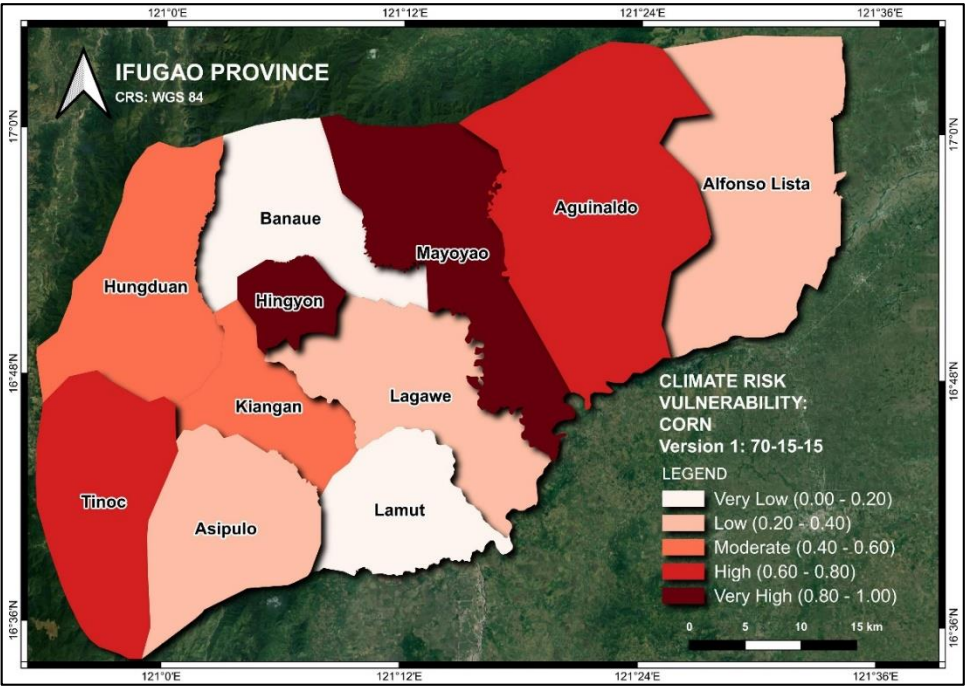 121°0'E
121°12'E
121°24'E
121°36'E
IFUGAO PROVINCE
CRS: WGS 84
17°0'N
17°0'N
Alfonso Lista
Aguinaldo
Banaue
Mayoyao
Hungduan
Hingyon
16°48'N
16°48'N
Kiangan
Lagawe
Tinoc
Asipulo
Lamut
CLIMATE RISK
VULNERABILITY:
CORN
Version 1: 70-15-15
LEGEND
Very Low (0.00 - 0.20)
Low (0.20 - 0.40)
Moderate (0.40 - 0.60)
High (0.60 - 0.80)
Very High (0.80 - 1.00)
0 5 10 15 km
16°36'N
16°36'N
121°0'E
121°12'E
121°24'E
121°36'E